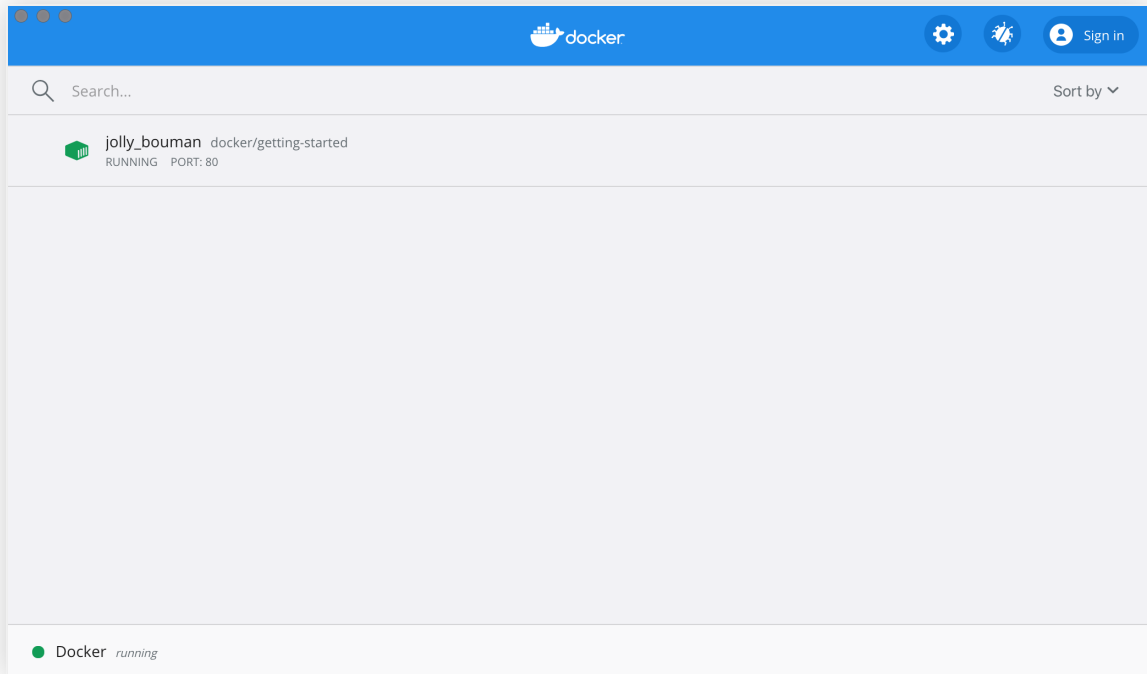 docker
Sign in
Search...
Sort by
jolly_bouman docker/getting-started
RUNNING PORT: 80
Docker running